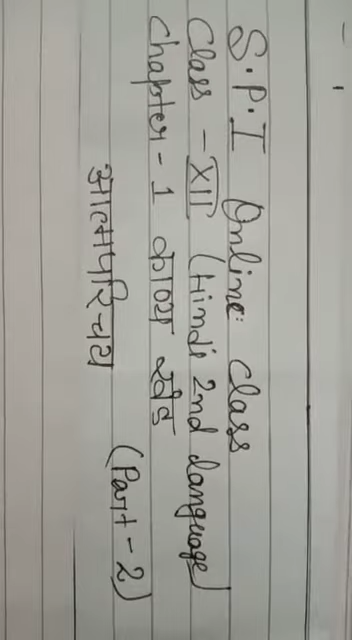 S.P.I Online: class
Class - XII (Hindi 2nd language)
Chapter - 1 काव्य खंड
आत्मपरिचय
(Part - 2)